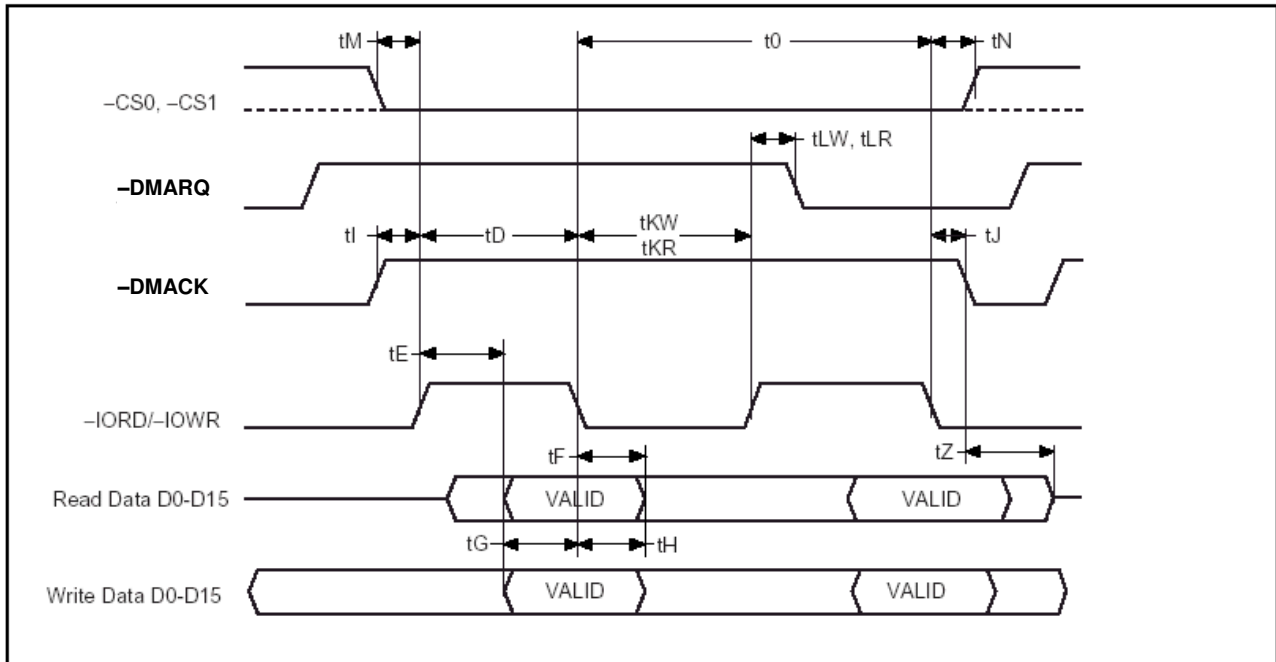 tM
t0
tN
–CS0, –CS1
tLW, tLR
–DMARQ
tI
tD
tKW
tKR
tJ
–DMACK
tE
–IORD/–IOWR
tF
tZ
Read Data D0-D15
VALID
VALID
tG
tH
Write Data D0-D15
VALID
VALID